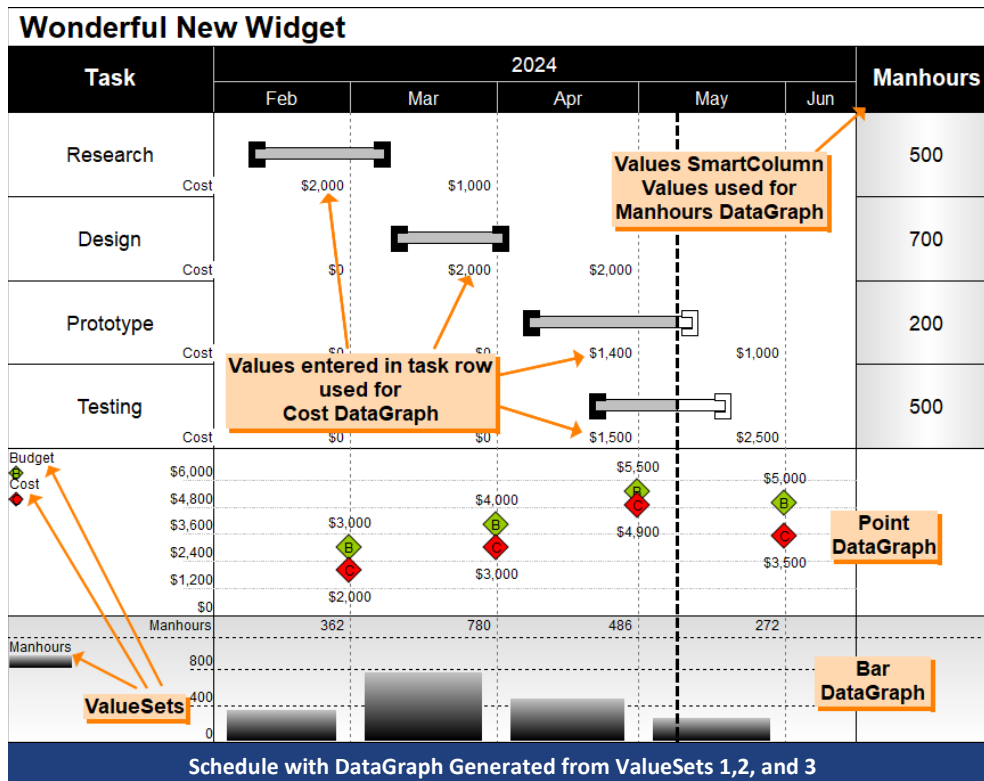 Wonderful New Widget
Task
2024
Manhours
Feb
Mar
Apr
May
Jun
Research
500
Cost
$2,000
$1,000
Values SmartColumn
Values used for
Manhours DataGraph
Design
700
Cost
$0
$2,000
$2,000
Prototype
200
Cost
$0
$0
$1,400
$1,000
Values entered in task row
used for
Cost DataGraph
Testing
500
Cost
$0
$0
$1,500
$2,500
Budget
B
Cost
$6,000
$4,800
$3,600
$2,400
$1,200
$0
$3,000
B
C
$2,000
$4,000
B
C
$3,000
$5,500
B
C
$4,900
$5,000
B
C
$3,500
Point
DataGraph
Manhours
362
780
486
272
Manhours
800
400
0
ValueSets
Bar
DataGraph
Schedule with DataGraph Generated from ValueSets 1,2, and 3